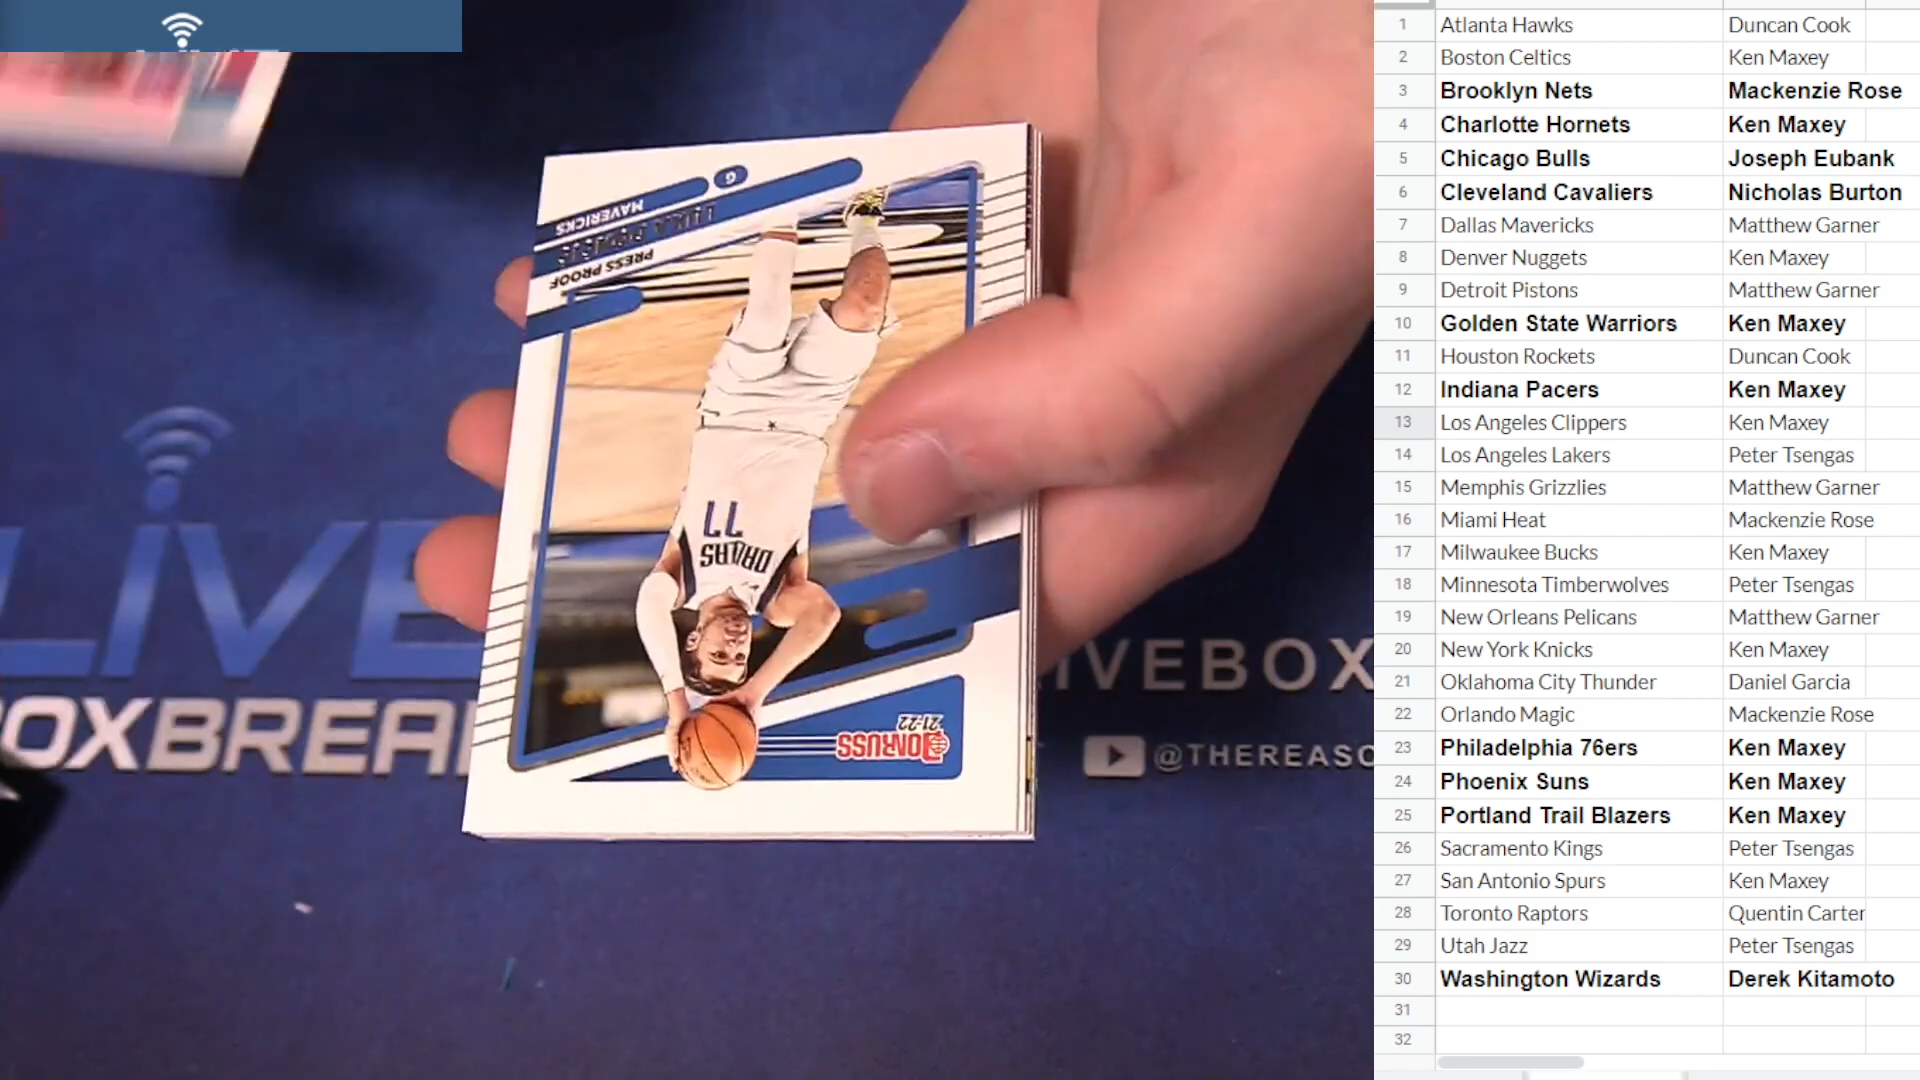 LIVE
MAVERICKS
G
LUKA DONCIC
PRESS PROOF
DALLAS
77
21-22
DONRUSS
LIVE
OXBREA
IVEBOX
@THEREASO
1 Atlanta Hawks Duncan Cook
2 Boston Celtics Ken Maxey
3 Brooklyn Nets Mackenzie Rose
4 Charlotte Hornets Ken Maxey
5 Chicago Bulls Joseph Eubank
6 Cleveland Cavaliers Nicholas Burton
7 Dallas Mavericks Matthew Garner
8 Denver Nuggets Ken Maxey
9 Detroit Pistons Matthew Garner
10 Golden State Warriors Ken Maxey
11 Houston Rockets Duncan Cook
12 Indiana Pacers Ken Maxey
13 Los Angeles Clippers Ken Maxey
14 Los Angeles Lakers Peter Tsengas
15 Memphis Grizzlies Matthew Garner
16 Miami Heat Mackenzie Rose
17 Milwaukee Bucks Ken Maxey
18 Minnesota Timberwolves Peter Tsengas
19 New Orleans Pelicans Matthew Garner
20 New York Knicks Ken Maxey
21 Oklahoma City Thunder Daniel Garcia
22 Orlando Magic Mackenzie Rose
23 Philadelphia 76ers Ken Maxey
24 Phoenix Suns Ken Maxey
25 Portland Trail Blazers Ken Maxey
26 Sacramento Kings Peter Tsengas
27 San Antonio Spurs Ken Maxey
28 Toronto Raptors Quentin Carter
29 Utah Jazz Peter Tsengas
30 Washington Wizards Derek Kitamoto
31
32